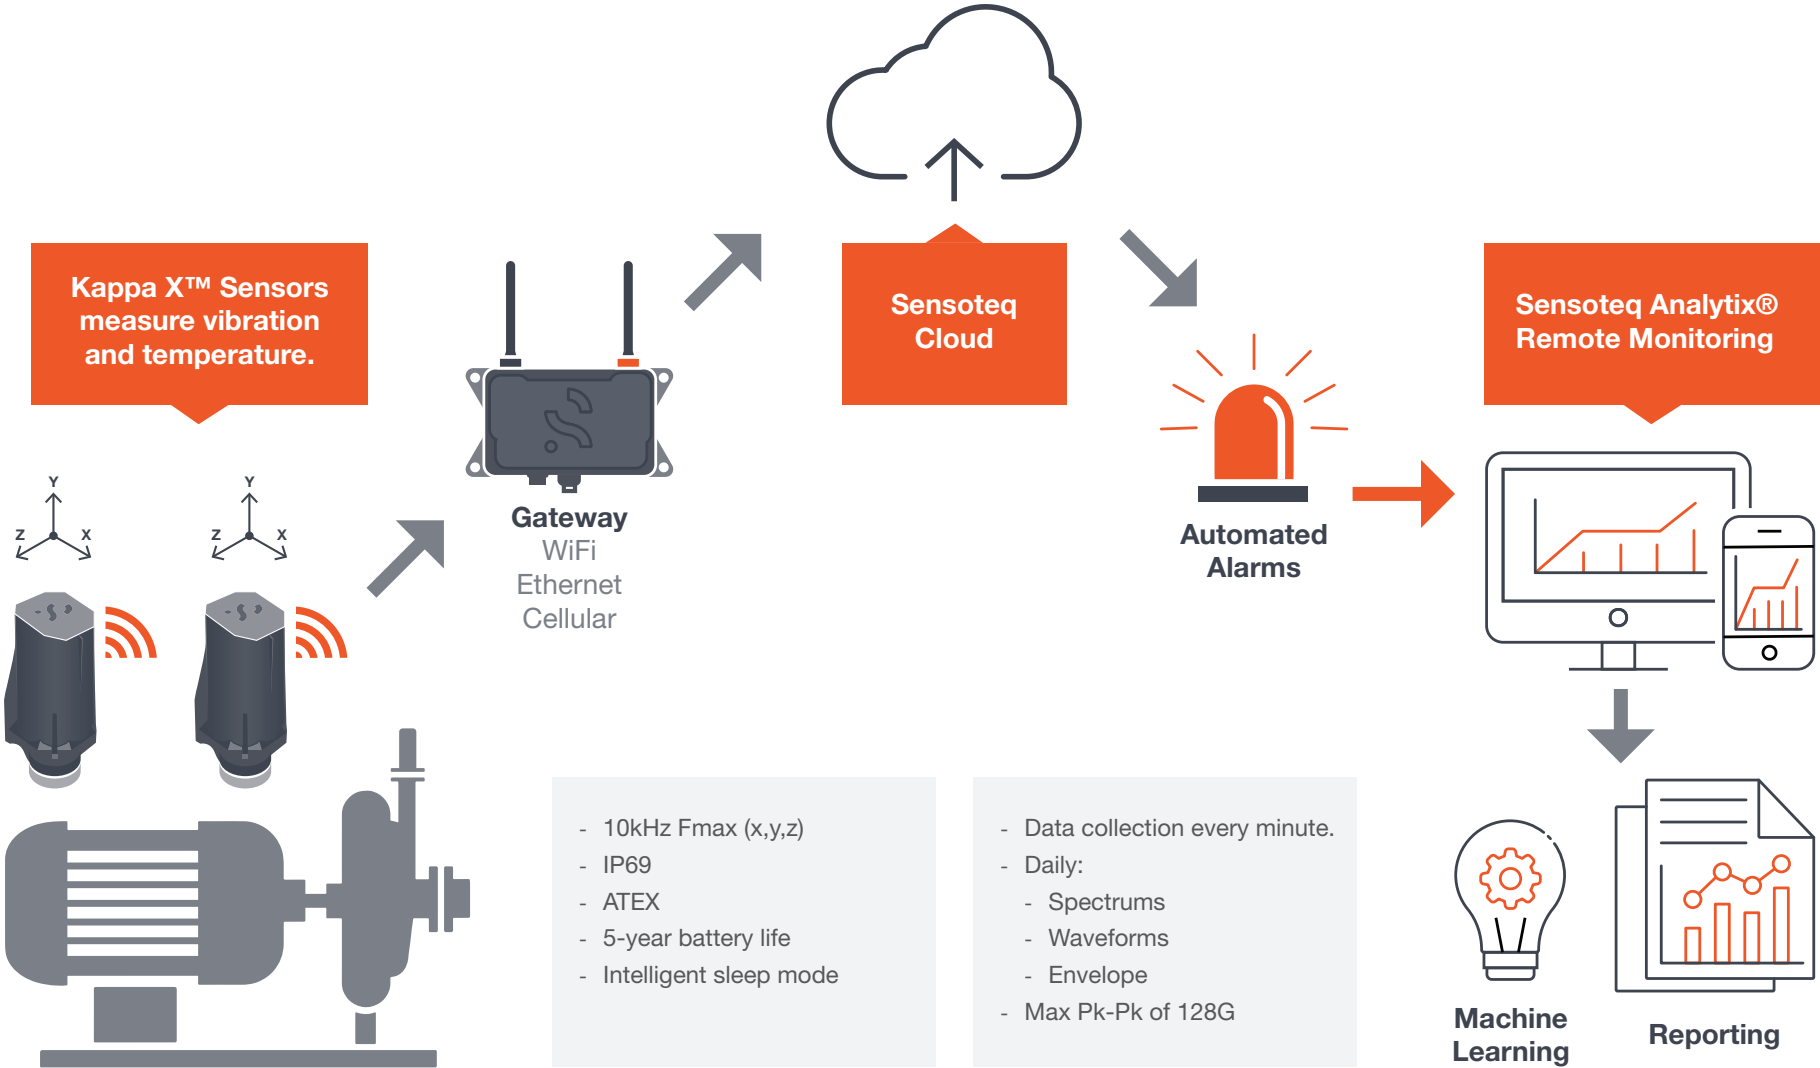 Kappa X™ Sensors
measure vibration
and temperature.
Y
Z
X
Y
Z
X
Gateway
WiFi
Ethernet
Cellular
Sensoteq
Cloud
Automated
Alarms
Sensoteq Analytix®
Remote Monitoring
- 10kHz Fmax (x,y,z)
- IP69
- ATEX
- 5-year battery life
- Intelligent sleep mode
- Data collection every minute.
- Daily:
- Spectrums
- Waveforms
- Envelope
- Max Pk-Pk of 128G
Machine
Learning
Reporting